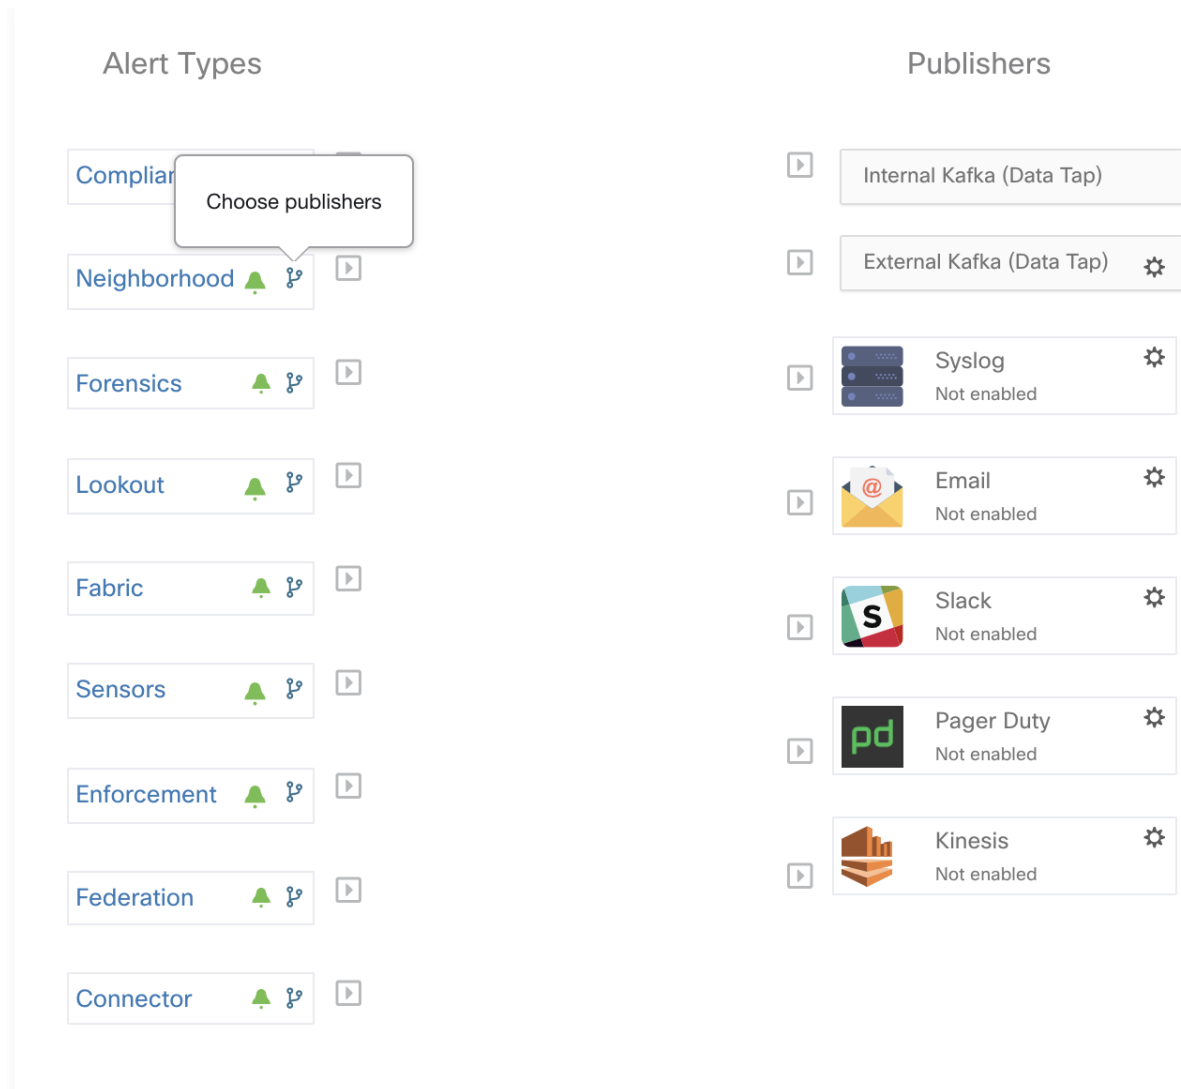 Alert Types
Publishers
Choose publishers
Neighborhood
Forensics
Lookout
Fabric
Sensors
Enforcement
Federation
Connector
Internal Kafka (Data Tap)
External Kafka (Data Tap)
Syslog
Not enabled
@
Email
Not enabled
S
Slack
Not enabled
pd
Pager Duty
Not enabled
Kinesis
Not enabled